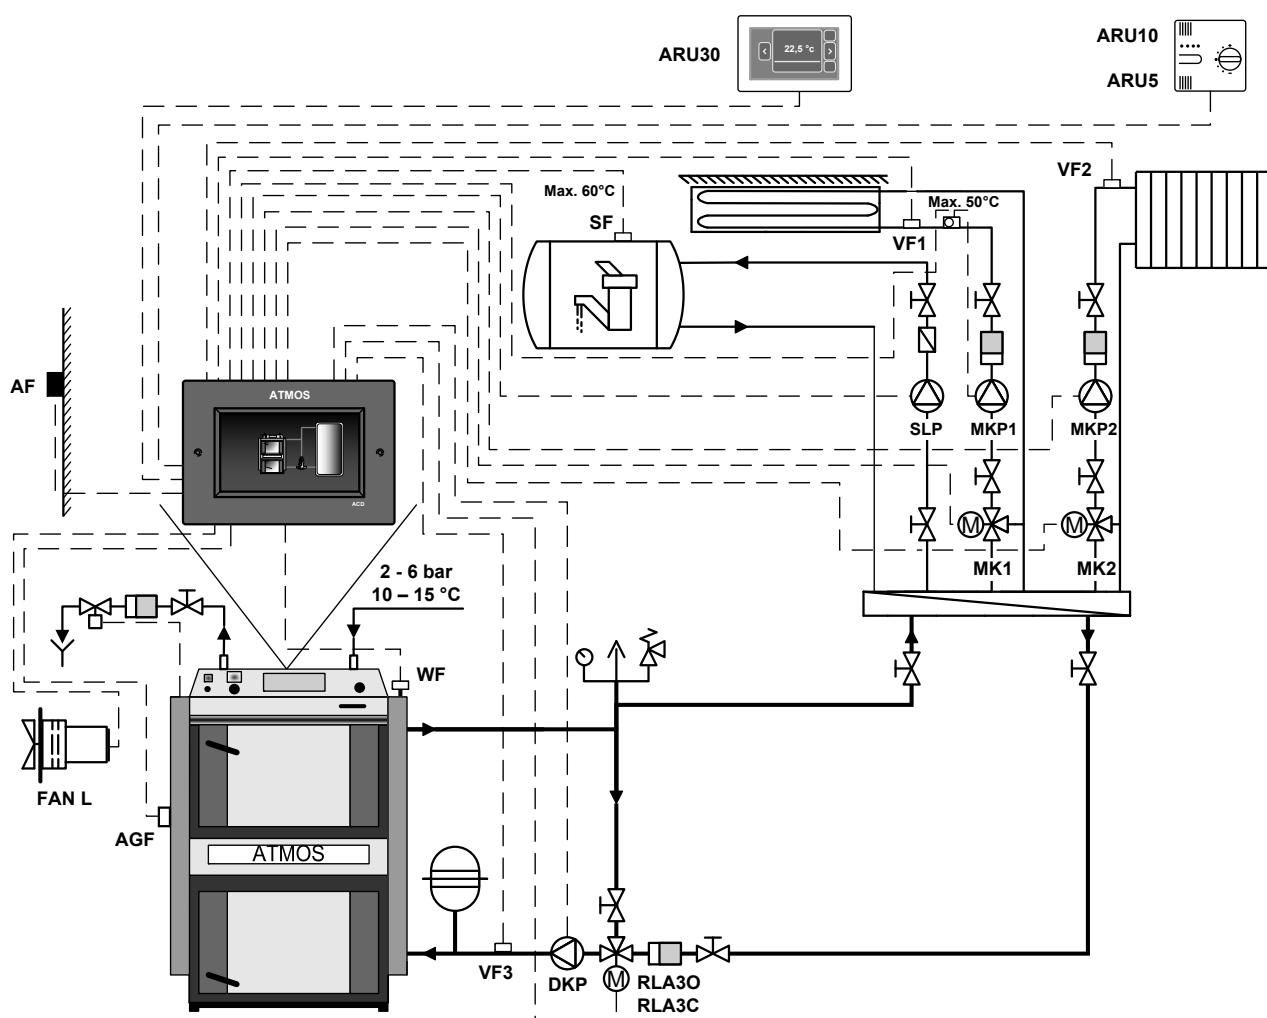 ARU30
22,5 °c
ARU10
ARU5
VF2
Max. 60°C
SF
Max. 50°C
VF1
AF
ATMOS
ACD
SLP
MKP1
MKP2
M
M
MK1
MK2
2 - 6 bar
10 – 15 °C
WF
FAN L
AGF
ATMOS
VF3
DKP
M
RLA3O
RLA3C